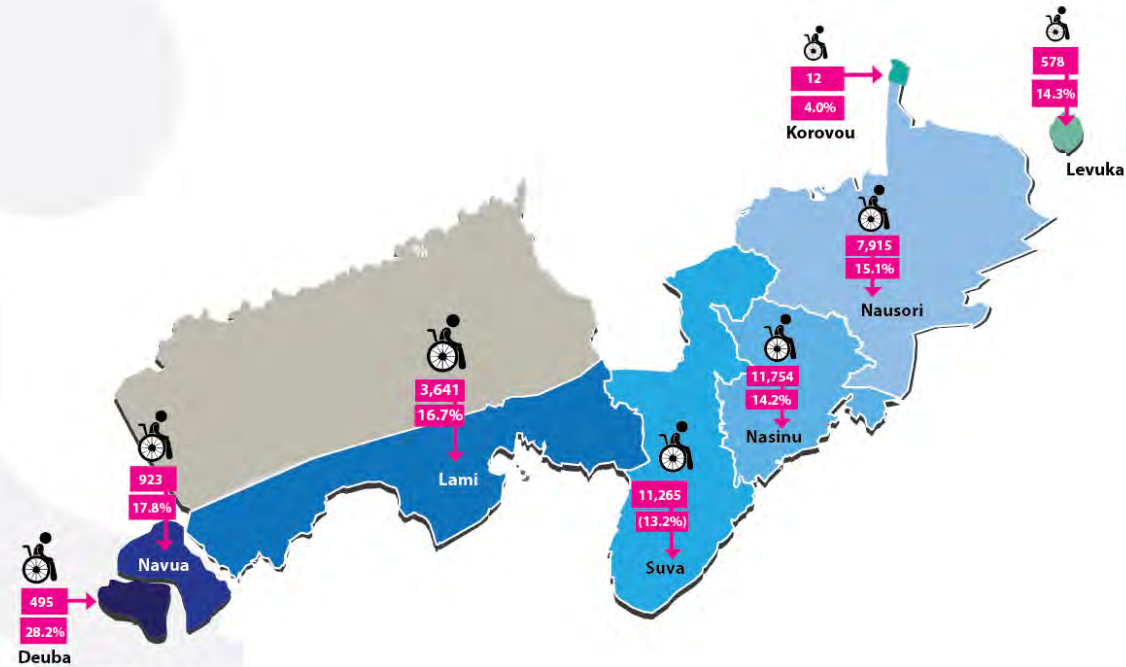 12
4.0%
Korovou
578
14.3%
Levuka
7,915
15.1%
Nausori
11,754
14.2%
Nasinu
3,641
16.7%
Lami
11,265
(13.2%)
Suva
923
17.8%
Navua
495
28.2%
Deuba